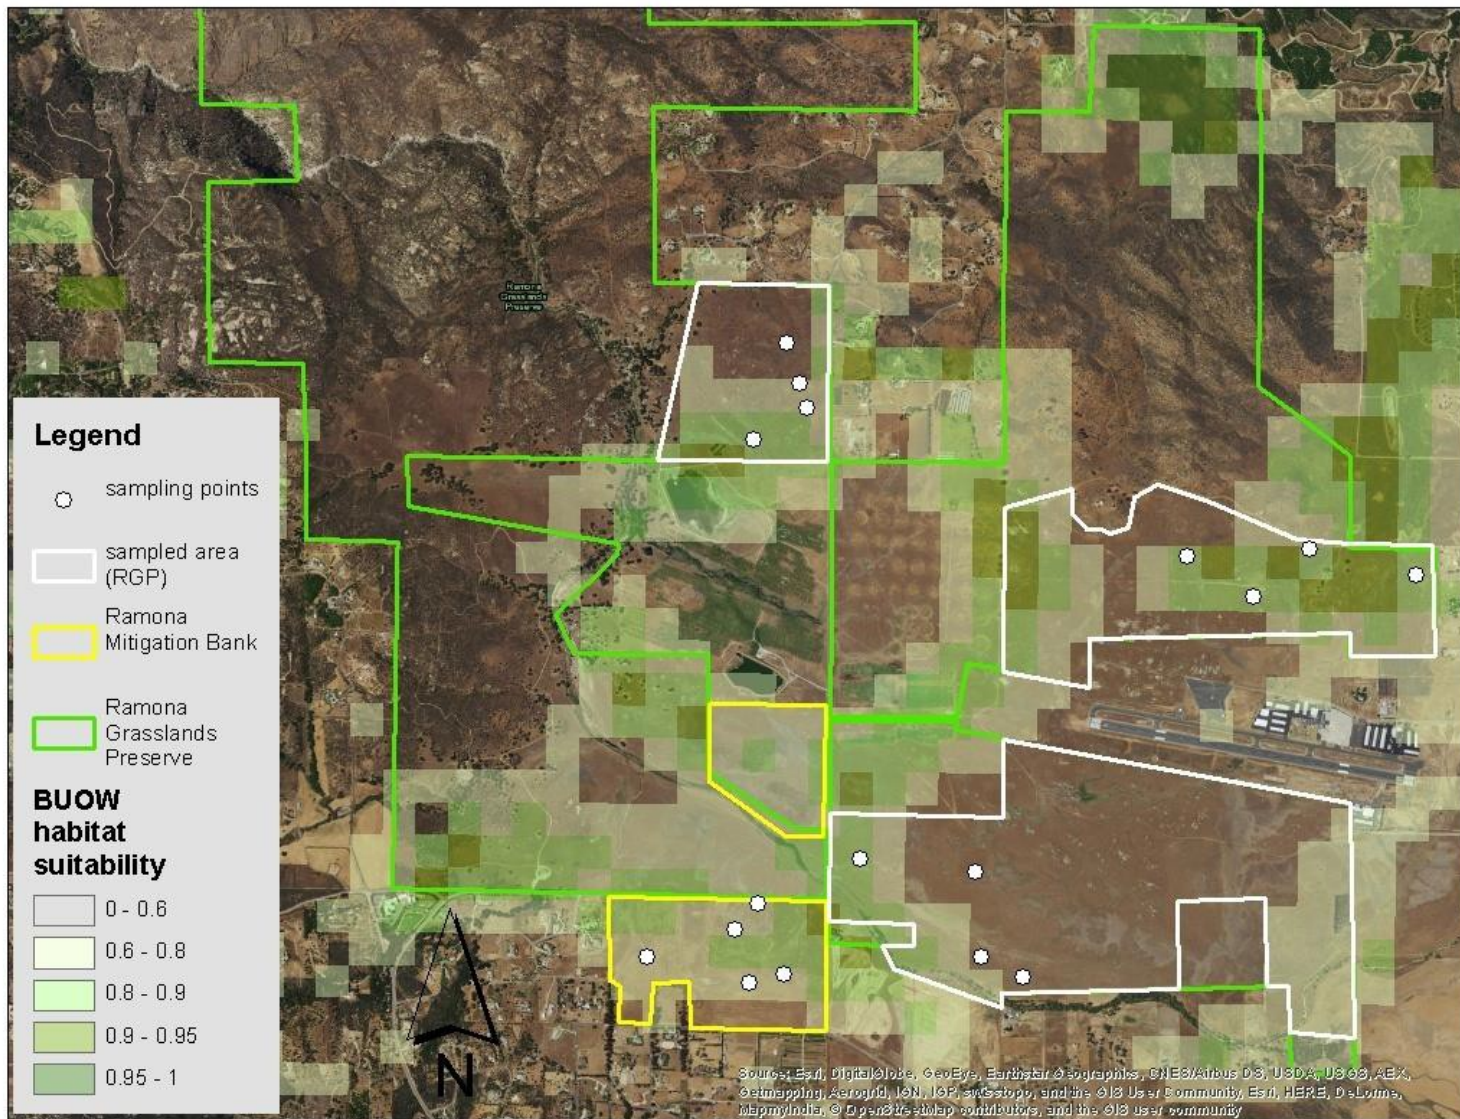 Ramona
Grasslands
Preserve
Legend
sampling points
sampled area
(RGP)
Ramona
Mitigation Bank
Ramona
Grasslands
Preserve
BUOW
habitat
suitability
0 - 0.6
0.6 - 0.8
0.8 - 0.9
0.9 - 0.95
0.95 - 1
N
Source: Esri, DigitalGlobe, GeoEye, Earthstar Geographics, CNES/Airbus DS, USDA, USGS, AEX,
Getmapping, Aerogrid, IGN, IGP, swisstopo, and the GIS User Community, Esri, HERE, DeLorme,
MapmyIndia, © OpenStreetMap contributors, and the GIS user community